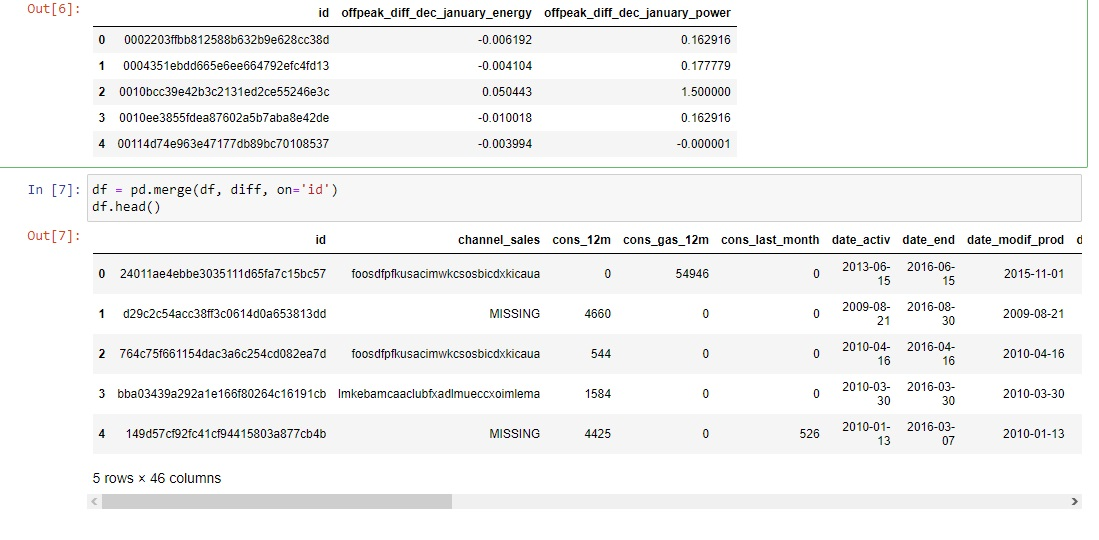 Out[6]:
id offpeak_diff_dec_january_energy offpeak_diff_dec_january_power
0 0002203ffbb812588b632b9e628cc38d -0.006192 0.162916
1 0004351ebdd665e6ee664792efc4fd13 -0.004104 0.177779
2 0010bcc39e42b3c2131ed2ce55246e3c 0.050443 1.500000
3 0010ee3855fdea87602a5b7aba8e42de -0.010018 0.162916
4 00114d74e963e47177db89bc70108537 -0.003994 -0.000001
In [7]: df = pd.merge(df, diff, on='id')
df.head()
Out[7]:
id channel_sales cons_12m cons_gas_12m cons_last_month date_activ date_end date_modif_prod d
0 24011ae4ebbe3035111d65fa7c15bc57 foosdfpfkusacimwkcsosbicdxkicaua 0 54946 0 2013-06- 2016-06- 2015-11-01
15 15
1 d29c2c54acc38ff3c0614d0a653813dd MISSING 4660 0 0 2009-08- 2016-08- 2009-08-21
21 30
2 764c75f661154dac3a6c254cd082ea7d foosdfpfkusacimwkcsosbicdxkicaua 544 0 0 2010-04- 2016-04- 2010-04-16
16 16
3 bba03439a292a1e166f80264c16191cb lmkebamcaaclubfxadlmueccxoimlema 1584 0 0 2010-03- 2016-03- 2010-03-30
30 30
4 149d57cf92fc41cf94415803a877cb4b MISSING 4425 0 526 2010-01- 2016-03- 2010-01-13
13 07
5 rows × 46 columns